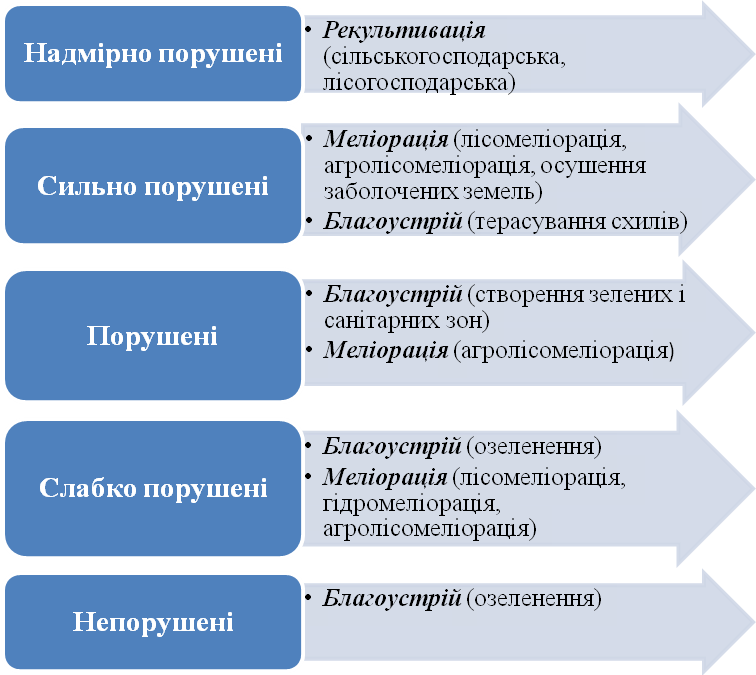 Надмірно порушені
• Рекультивація
(сільськогосподарська,
лісогосподарська)
Сильно порушені
• Меліорація (лісомеліорація,
агролісомеліорація, осушення
заболочених земель)
• Благоустрій (терасування схилів)
Порушені
• Благоустрій (створення зелених і
санітарних зон)
• Меліорація (агролісомеліорація)
Слабко порушені
• Благоустрій (озеленення)
• Меліорація (лісомеліорація,
гідромеліорація,
агролісомеліорація)
Непорушені
• Благоустрій (озеленення)